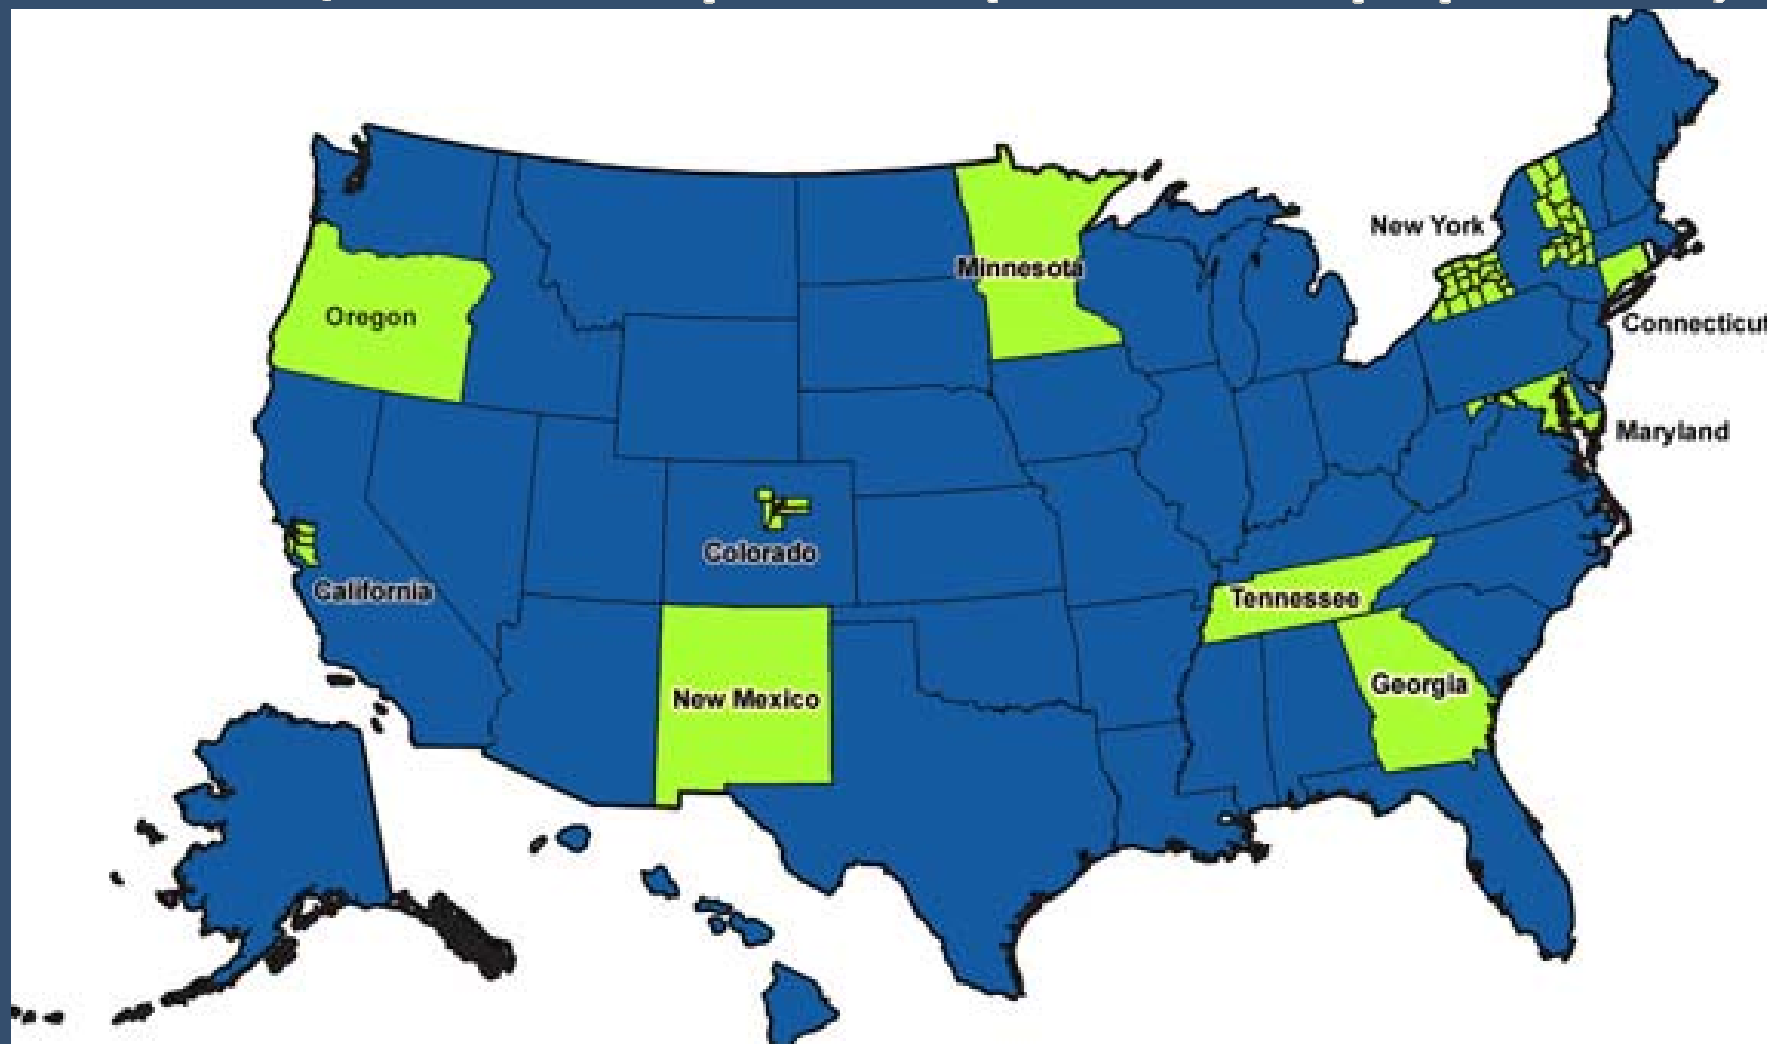 New York
Minnesota
Oregon
Connecticut
Maryland
Colorado
California
Tennessee
Georgia
New Mexico